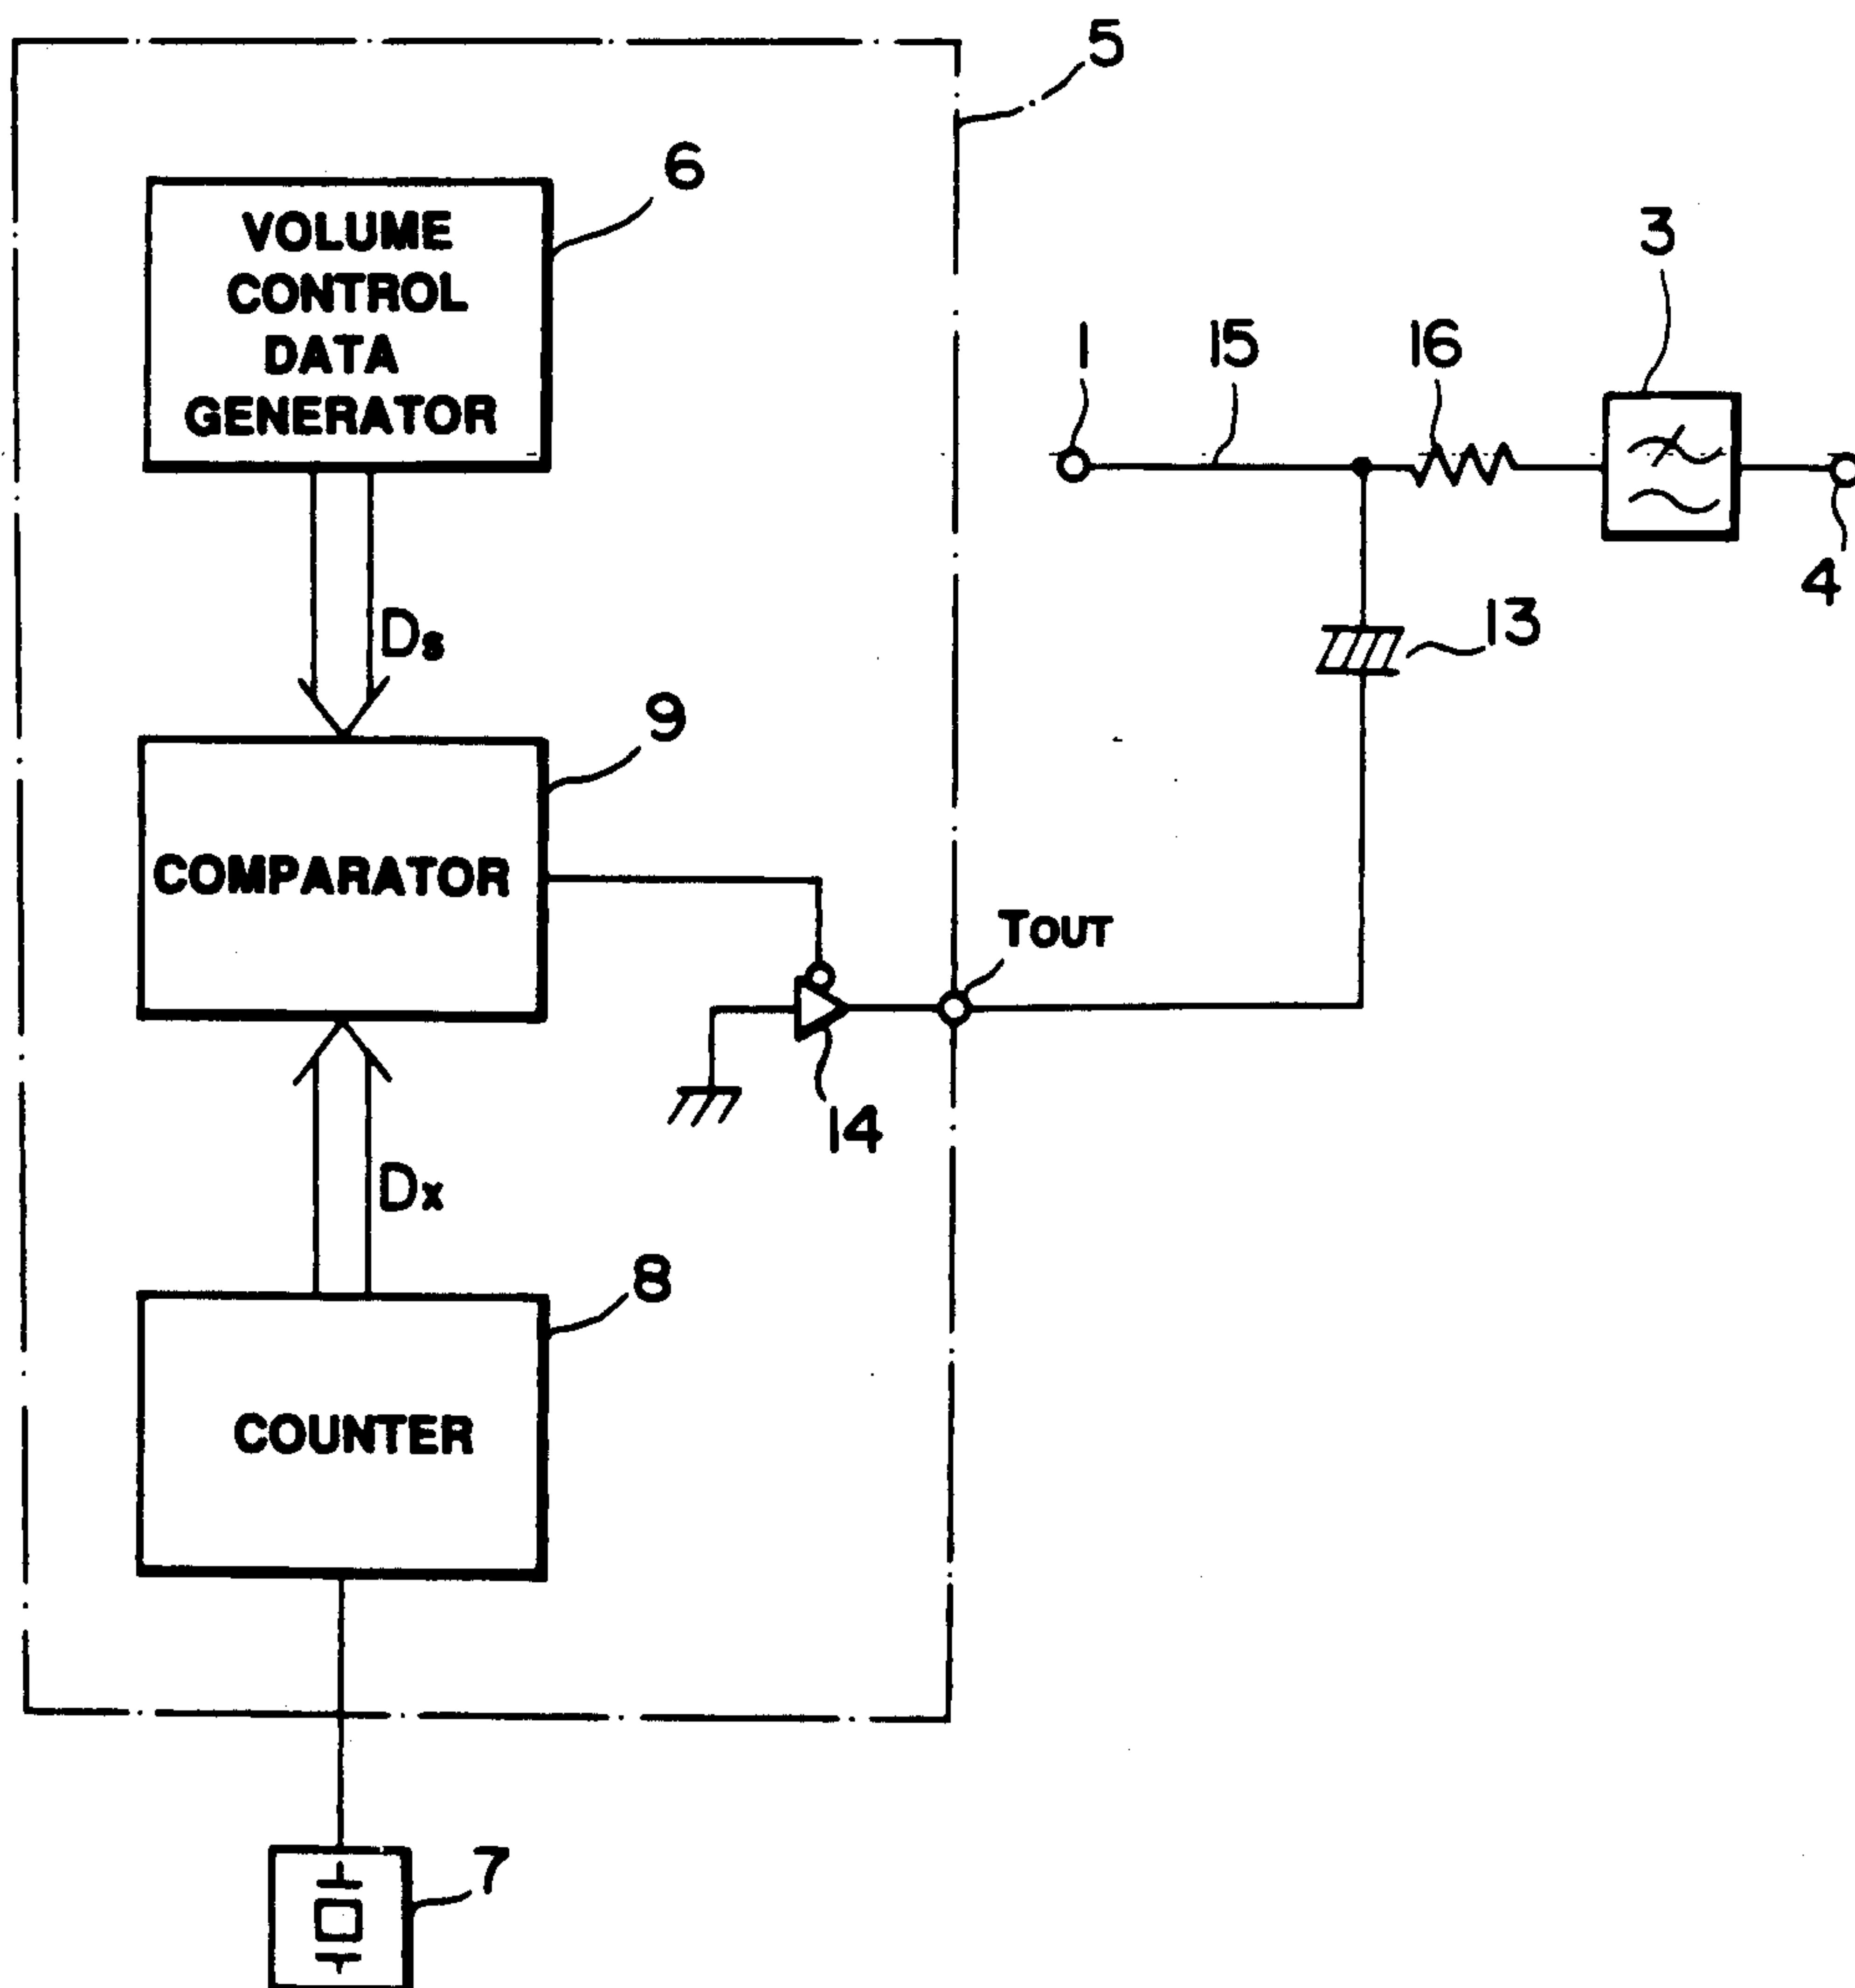 5
6
VOLUME
CONTROL
DATA
GENERATOR
3
1
15
16
4
Ds
13
9
COMPARATOR
TOUT
14
Dx
8
COUNTER
7